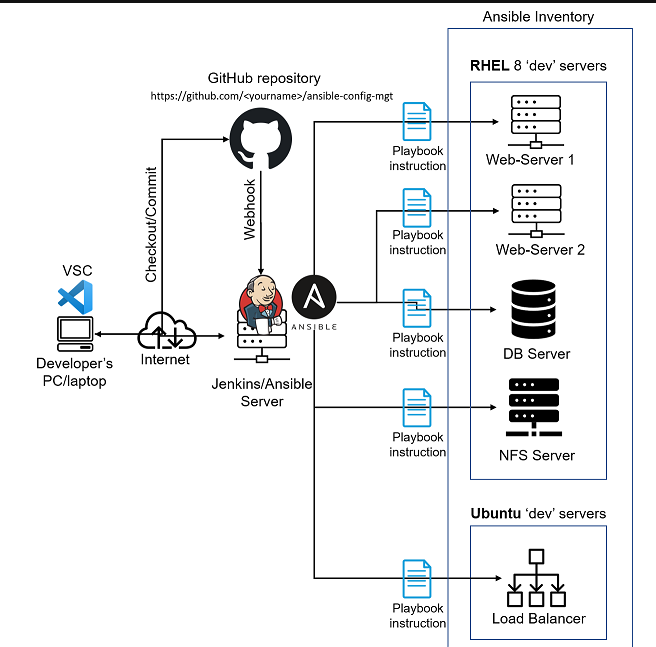 Ansible Inventory
RHEL 8 ‘dev’ servers
GitHub repository
https://github.com/<yourname>/ansible-config-mgt
Playbook
instruction
Web-Server 1
Checkout/Commit
Webhook
Playbook
instruction
Web-Server 2
VSC
ANSIBLE
Playbook
instruction
DB Server
Internet
Developer’s
PC/laptop
Jenkins/Ansible
Server
Playbook
instruction
NFS Server
Ubuntu ‘dev’ servers
Playbook
instruction
Load Balancer